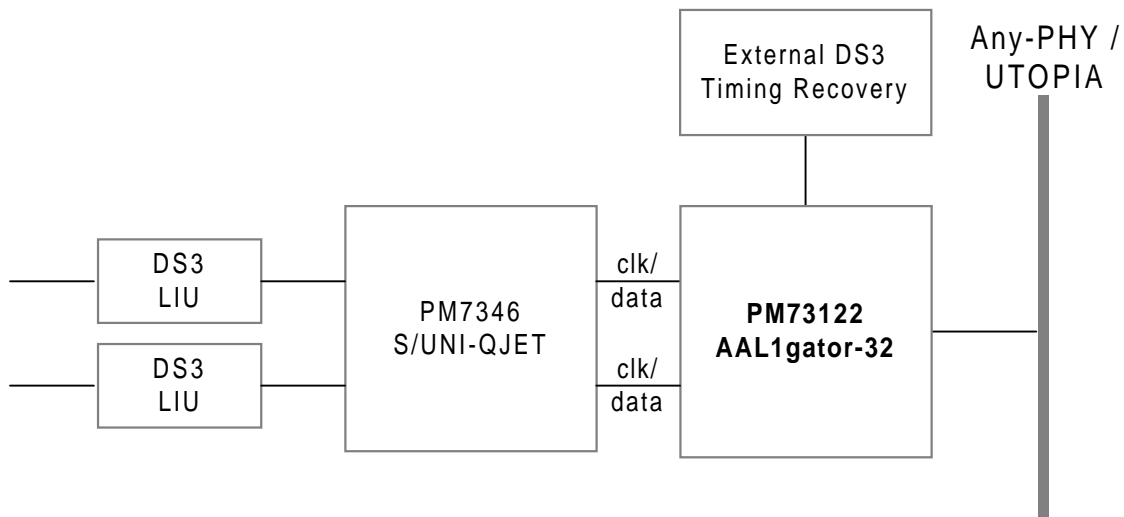 External DS3
Timing Recovery
Any-PHY /
UTOPIA
DS3
LIU
clk/
data
PM7346
S/UNI-QJET
PM73122
AAL1gator-32
DS3
LIU
clk/
data